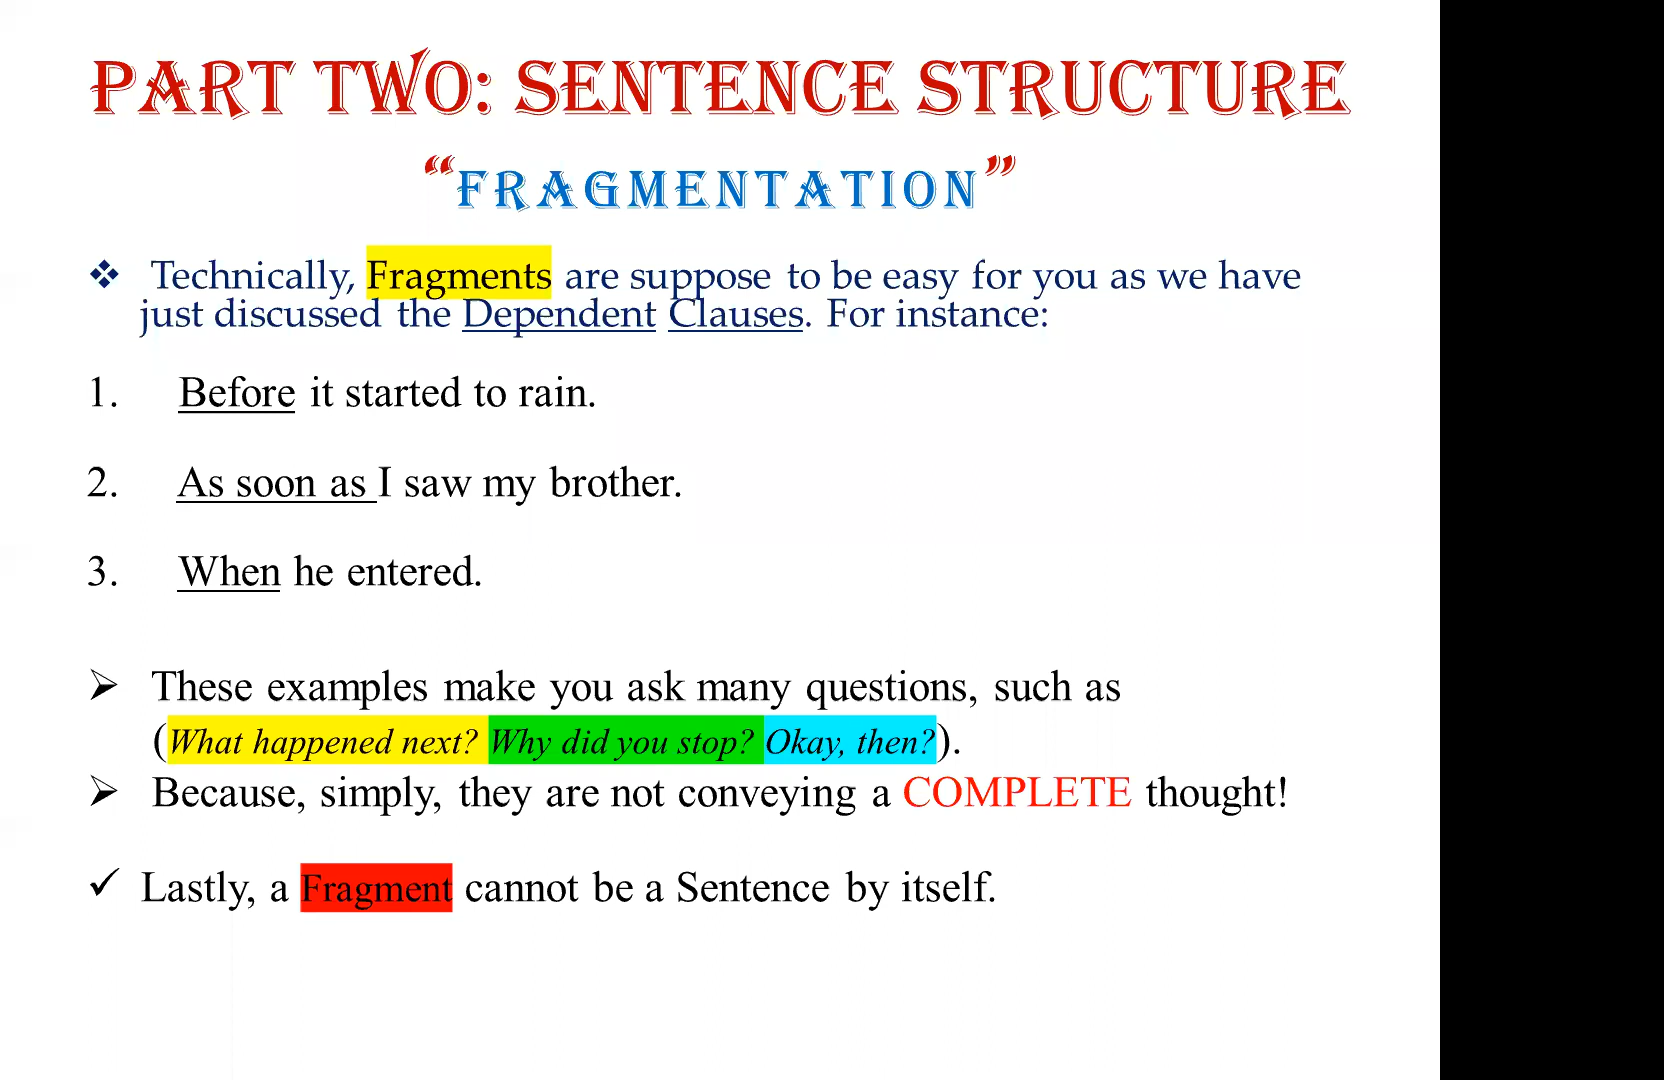 PART TWO: SENTENCE STRUCTURE
“FRAGMENTATION”
❖ Technically, Fragments are suppose to be easy for you as we have
just discussed the Dependent Clauses. For instance:
1. Before it started to rain.
2. As soon as I saw my brother.
3. When he entered.
➢ These examples make you ask many questions, such as
(What happened next? Why did you stop? Okay, then?).
➢ Because, simply, they are not conveying a COMPLETE thought!
✓ Lastly, a Fragment cannot be a Sentence by itself.